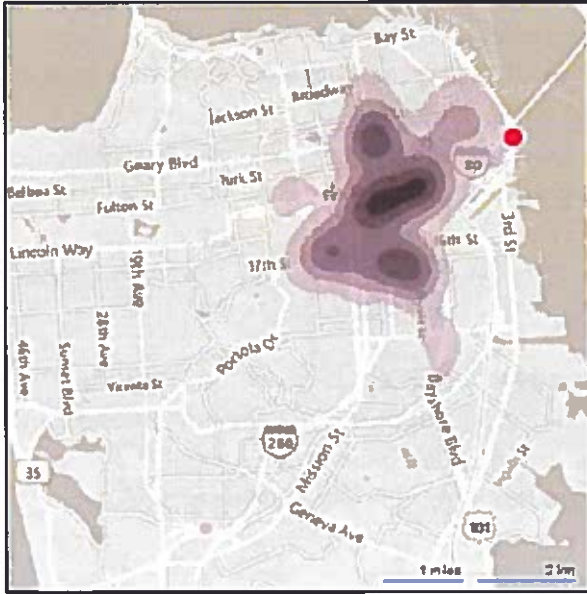 Bay St
Broadway
Jackson St
Geary Blvd
80
Turk St
Balboa St
Fulton St
3rd St
16th St
Lincoln Way
17th S
19th Ave
28th Ave
Sunset Blvd
46th Ave
Portola Dr
Vicente St
Bayshore Blvd
280
Mission St
35
Geneva Ave
101
1 miles
2 km